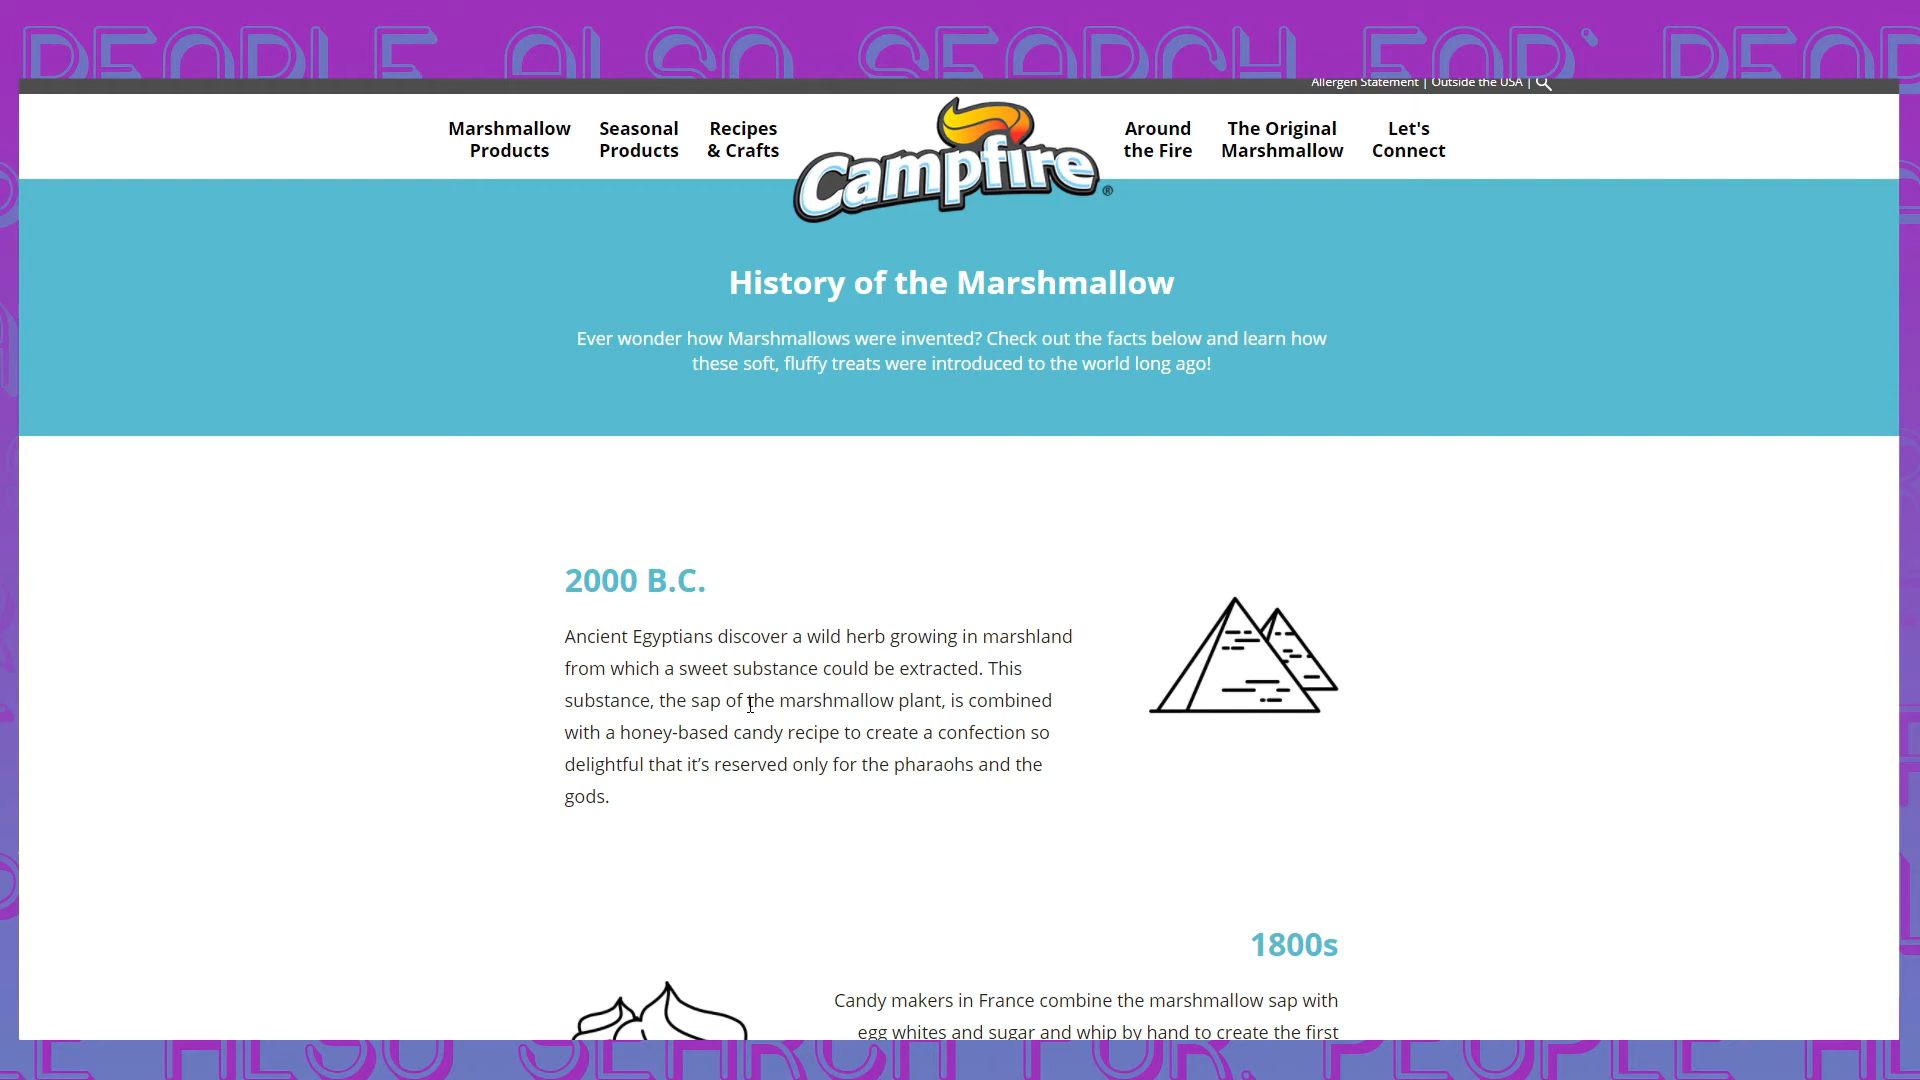 PEOPLE ALSO SEARCH FOR: PEOP
Allergen Statement | Outside the USA |
Marshmallow
Products
Seasonal
Products
Recipes
& Crafts
Campfire®
Around
the Fire
The Original
Marshmallow
Let's
Connect
History of the Marshmallow
Ever wonder how Marshmallows were invented? Check out the facts below and learn how
these soft, fluffy treats were introduced to the world long ago!
2000 B.C.
Ancient Egyptians discover a wild herb growing in marshland
from which a sweet substance could be extracted. This
substance, the sap of the marshmallow plant, is combined
with a honey-based candy recipe to create a confection so
delightful that it’s reserved only for the pharaohs and the
gods.
1800s
Candy makers in France combine the marshmallow sap with
egg whites and sugar and whip by hand to create the first
LE ALSO SEARCH FOR: PEOPLE AL